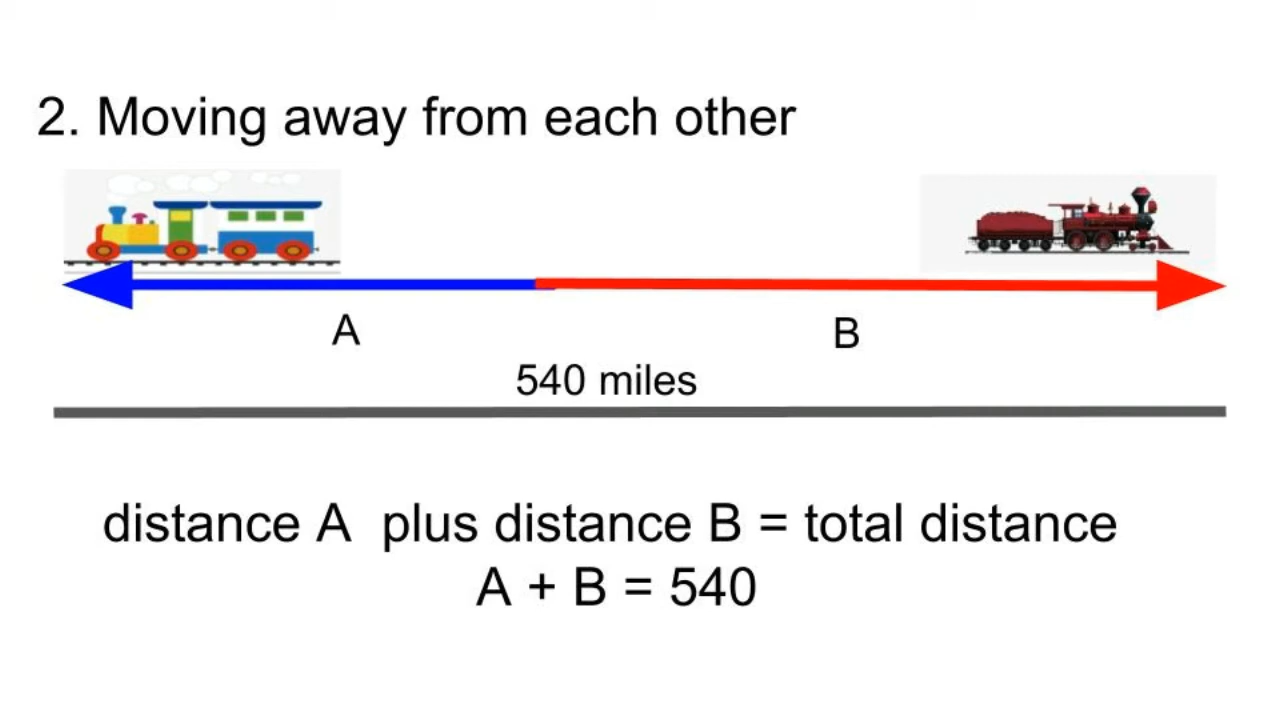 2. Moving away from each other
A
B
540 miles
distance A plus distance B = total distance
A + B = 540